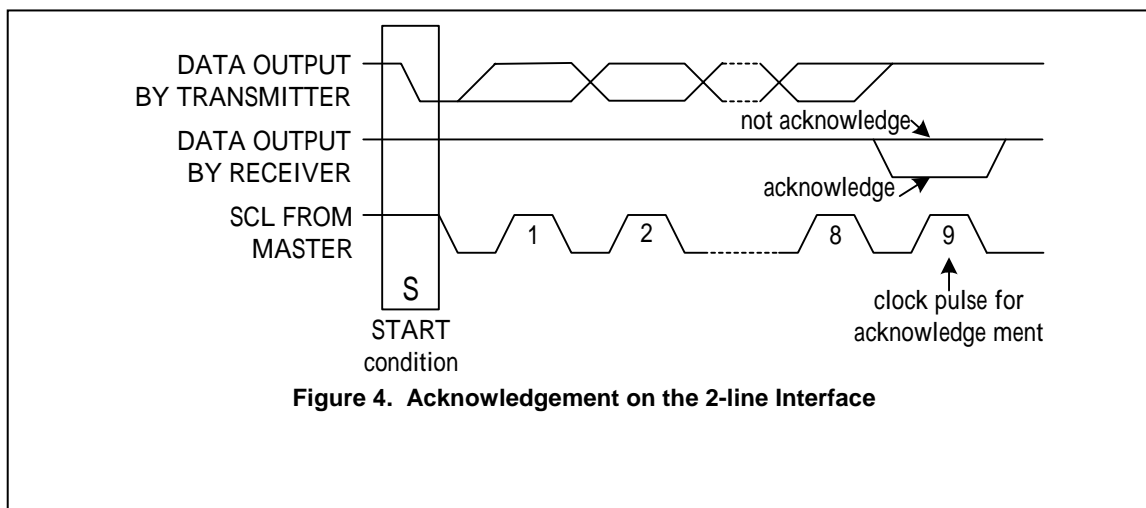 DATA OUTPUT
BY TRANSMITTER
not acknowledge
DATA OUTPUT
BY RECEIVER
acknowledge
SCL FROM
MASTER
1
2
8
9
S
START
condition
clock pulse for
acknowledge ment
Figure 4. Acknowledgement on the 2-line Interface